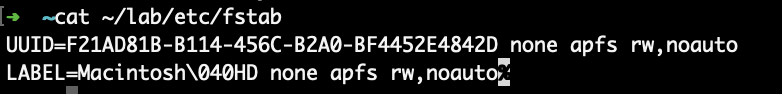 ➜ ~cat ~/lab/etc/fstab
UUID=F21AD81B-B114-456C-B2A0-BF4452E4842D none apfs rw,noauto
LABEL=Macintosh\040HD none apfs rw,noauto%